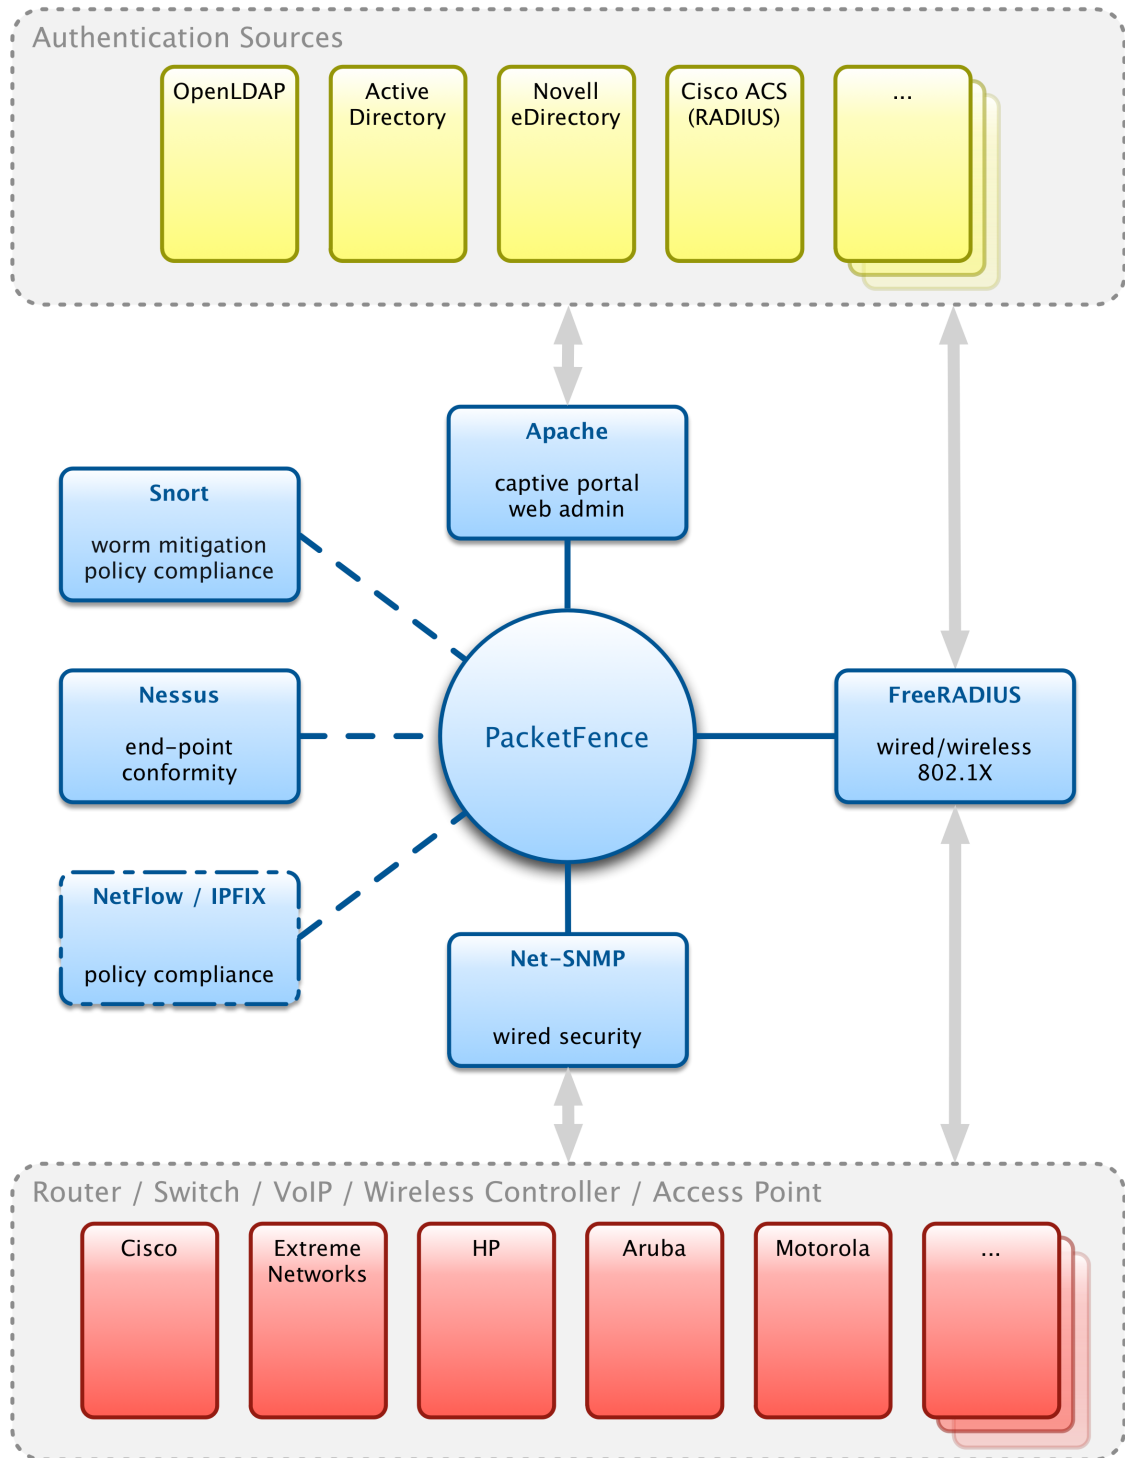 Authentication Sources
OpenLDAP
Active
Directory
Novell
eDirectory
Cisco ACS
(RADIUS)
...
Apache
captive portal
web admin
Snort
worm mitigation
policy compliance
Nessus
end-point
conformity
PacketFence
FreeRADIUS
wired/wireless
802.1X
NetFlow / IPFIX
policy compliance
Net-SNMP
wired security
Router / Switch / VoIP / Wireless Controller / Access Point
Cisco
Extreme
Networks
HP
Aruba
Motorola
...